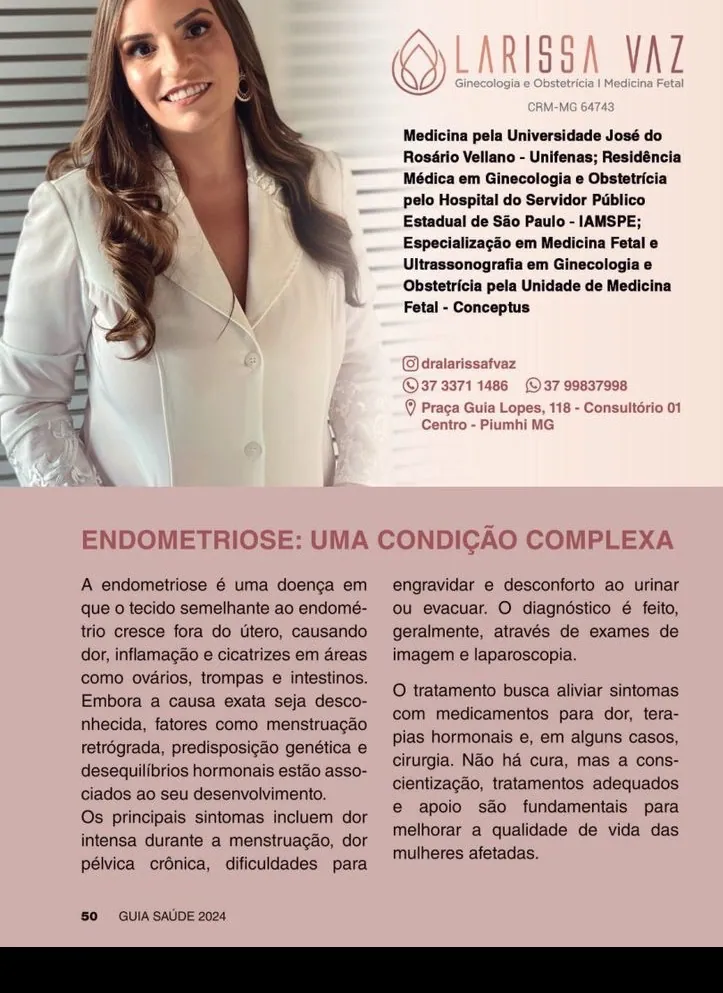 LARISSA VAZ
Ginecologia e Obstetrícia | Medicina Fetal
CRM-MG 64743
Medicina pela Universidade José do
Rosário Vellano - Unifenas; Residência
Médica em Ginecologia e Obstetrícia
pelo Hospital do Servidor Público
Estadual de São Paulo - IAMSPE;
Especialização em Medicina Fetal e
Ultrassonografia em Ginecologia e
Obstetrícia pela Unidade de Medicina
Fetal - Conceptus
dralarissafvaz
37 3371 1486 37 99837998
Praça Guia Lopes, 118 - Consultório 01
Centro - Piumhi MG
ENDOMETRIOSE: UMA CONDIÇÃO COMPLEXA
A endometriose é uma doença em
que o tecido semelhante ao endomé-
trio cresce fora do útero, causando
dor, inflamação e cicatrizes em áreas
como ovários, trompas e intestinos.
Embora a causa exata seja desco-
nhecida, fatores como menstruação
retrógrada, predisposição genética e
desequilíbrios hormonais estão asso-
ciados ao seu desenvolvimento.
Os principais sintomas incluem dor
intensa durante a menstruação, dor
pélvica crônica, dificuldades para
engravidar e desconforto ao urinar
ou evacuar. O diagnóstico é feito,
geralmente, através de exames de
imagem e laparoscopia.
O tratamento busca aliviar sintomas
com medicamentos para dor, tera-
pias hormonais e, em alguns casos,
cirurgia. Não há cura, mas a cons-
cientização, tratamentos adequados
e apoio são fundamentais para
melhorar a qualidade de vida das
mulheres afetadas.
50 GUIA SAÚDE 2024